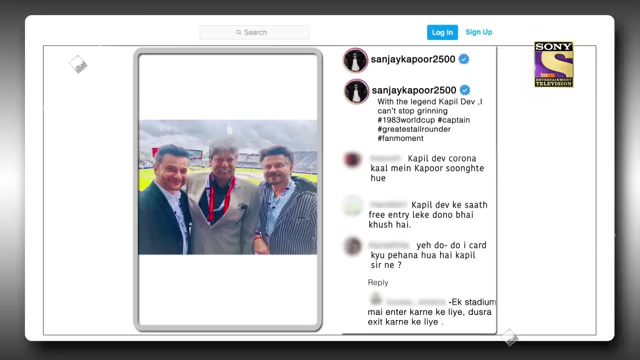 Search
Log In
Sign Up
SONY
S
ENTERTAINMENT
TELEVISION
sanjaykapoor2500
sanjaykapoor2500
With the legend Kapil Dev ,I
can't stop grinning
#1983worldcup #captain
#greatestallrounder
#fanmoment
Kapil dev corona
kaal mein Kapoor soonghte
hue
Kapil dev ke saath
free entry leke dono bhai
khush hai.
yeh do- do i card
kyu pehana hua hai kapil
sir ne ?
Reply
-Ek stadium
mai enter karne ke liye, dusra
exit karne ke liye .